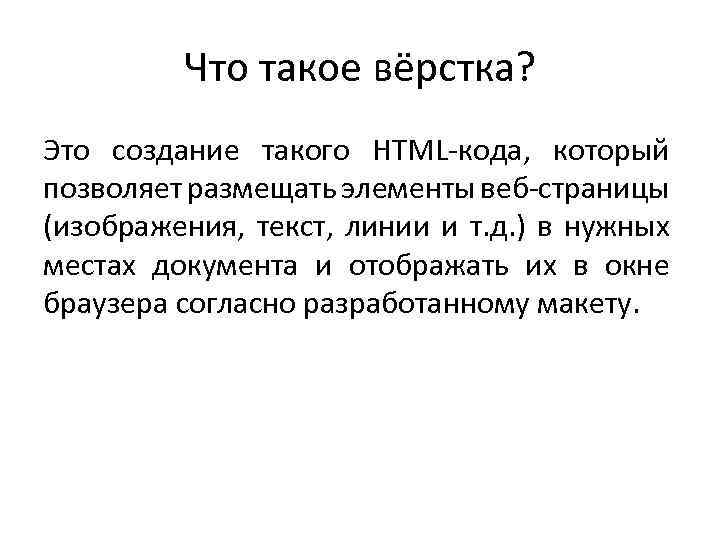 Что такое вёрстка?
Это создание такого HTML-кода, который
позволяет размещать элементы веб-страницы
(изображения, текст, линии и т.д.) в нужных
местах документа и отображать их в окне
браузера согласно разработанному макету.